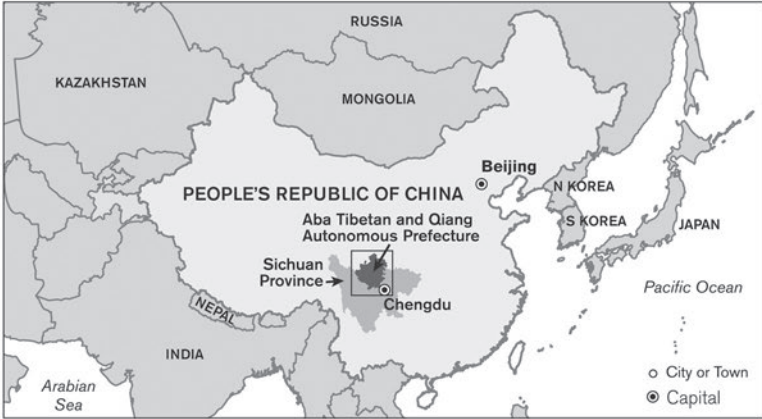 RUSSIA
KAZAKHSTAN
MONGOLIA
Beijing
PEOPLE'S REPUBLIC OF CHINA
N KOREA
S KOREA
JAPAN
Aba Tibetan and Qiang
Autonomous Prefecture
Sichuan
Province
Chengdu
Pacific Ocean
NEPAL
INDIA
Arabian
Sea
City or Town
Capital